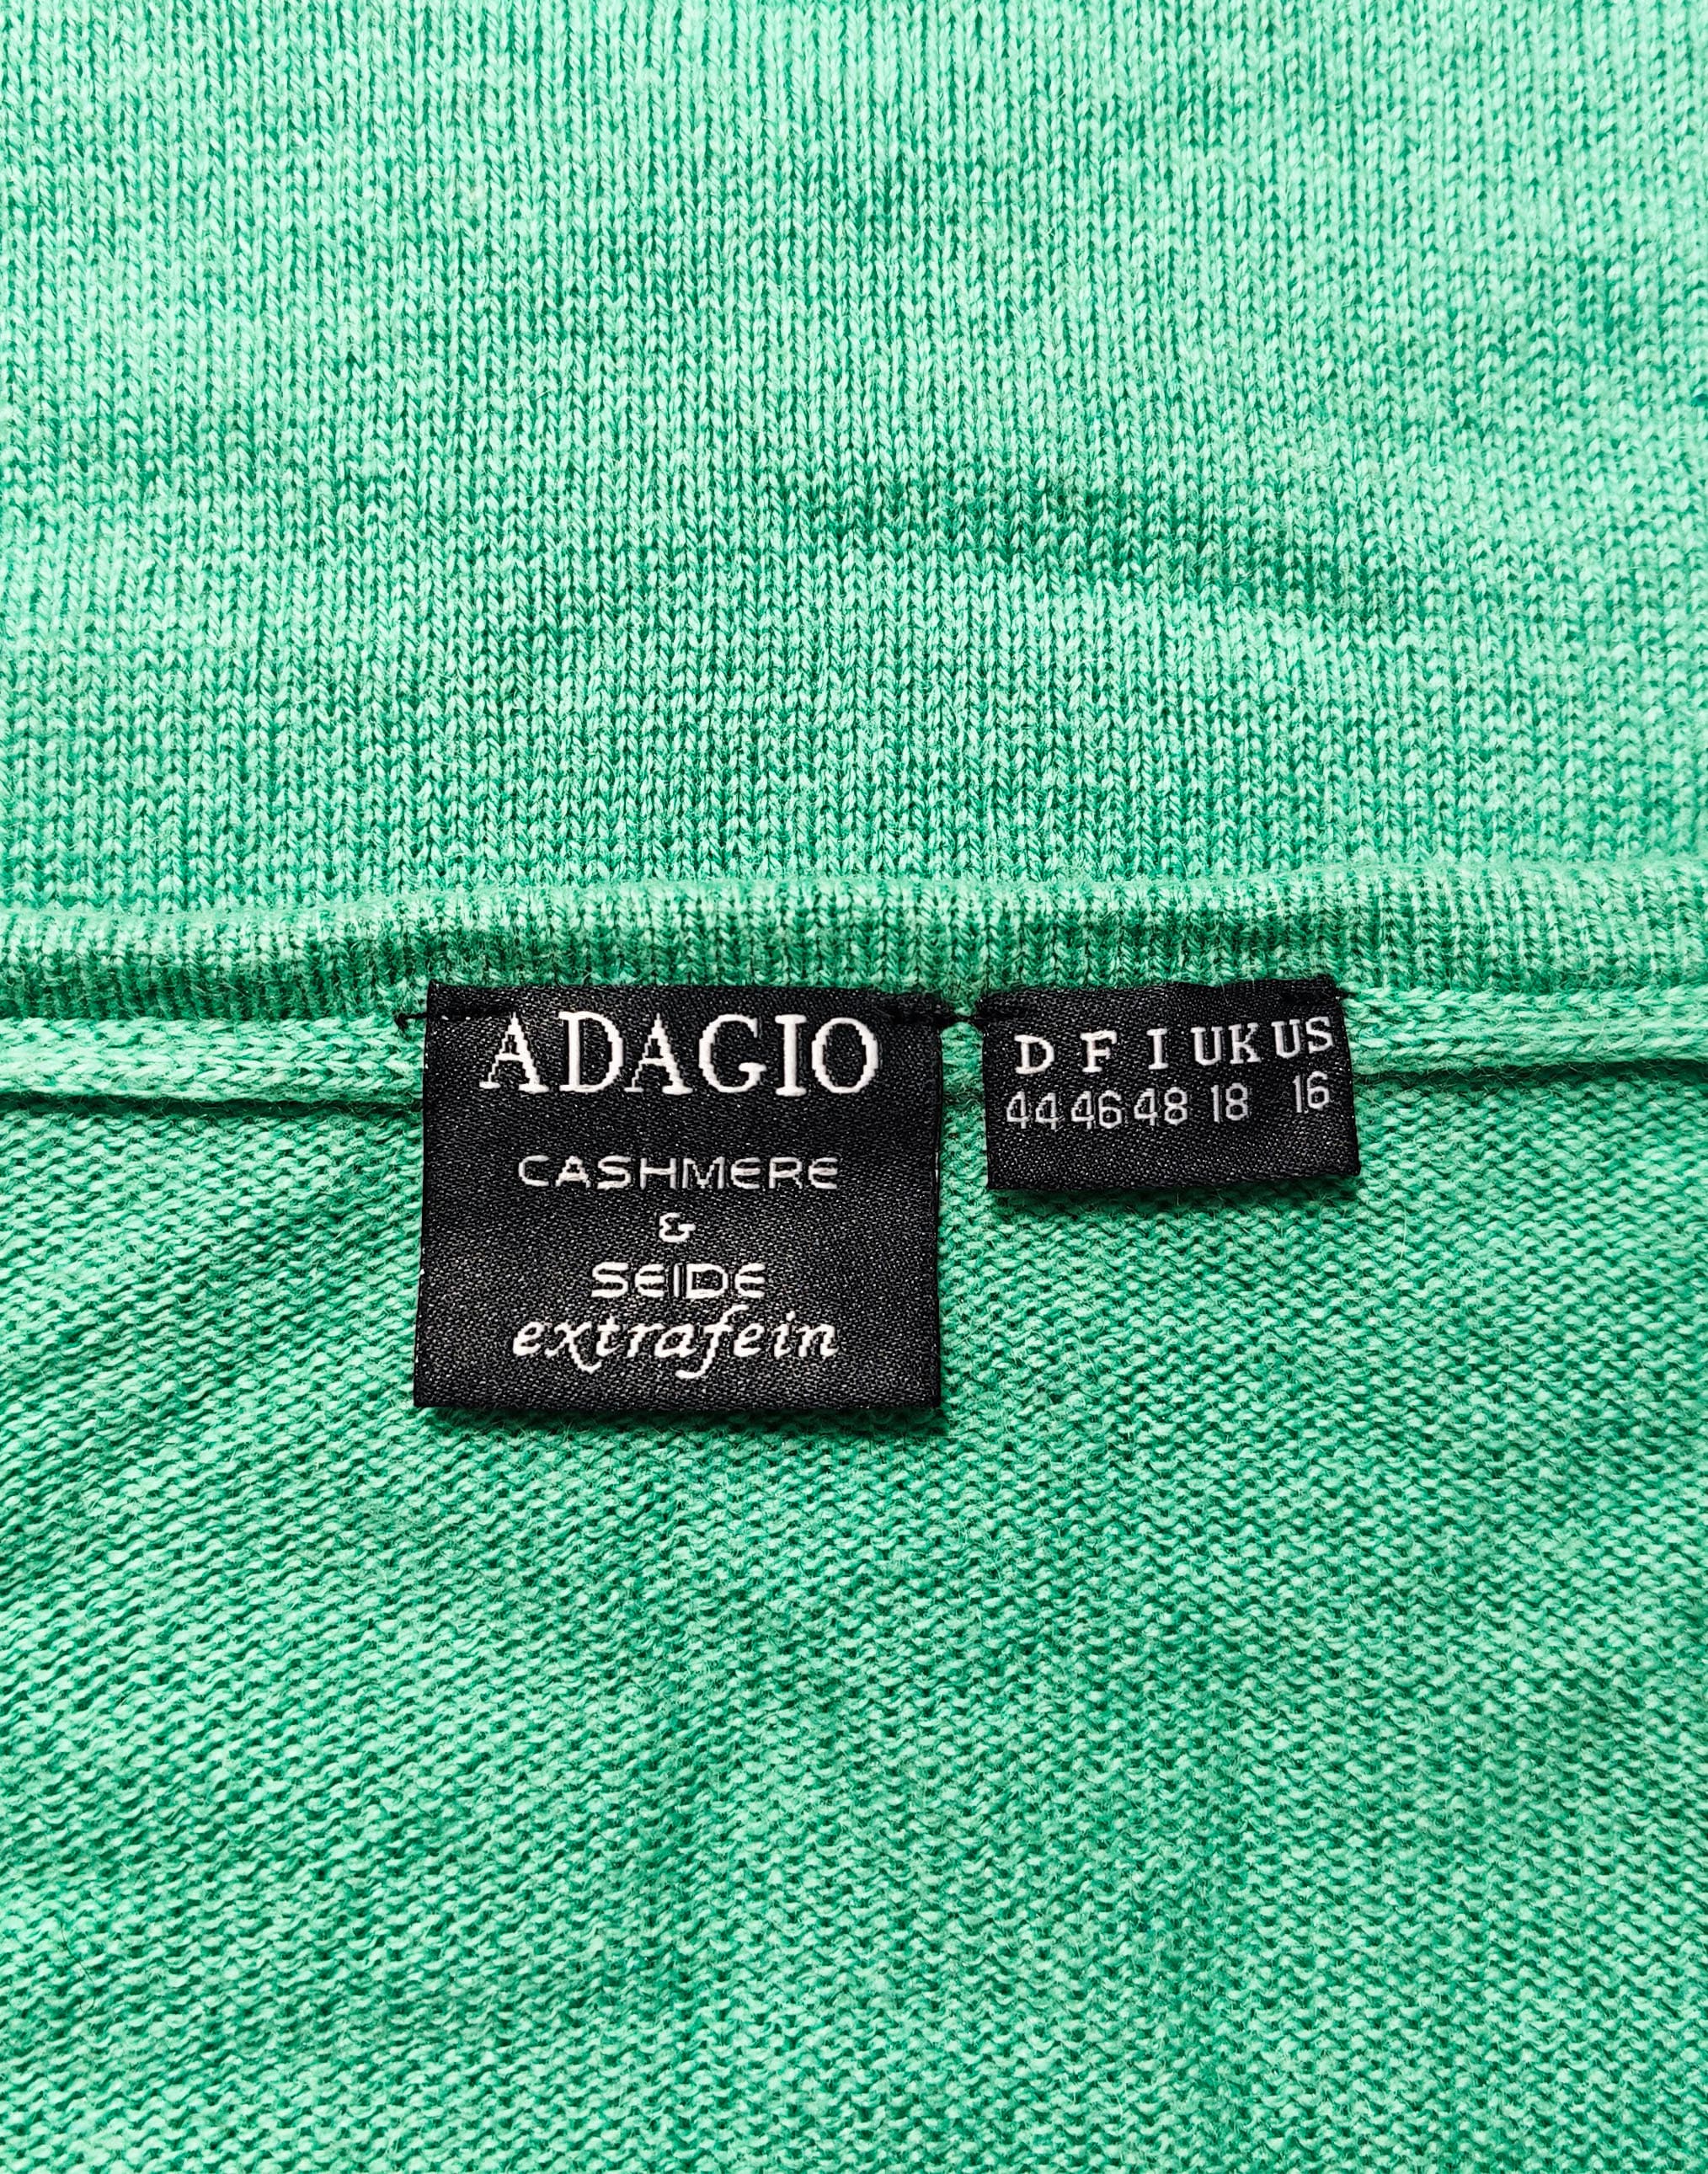 ADAGIO
CASHMERE
&
SEIDE
extrafein
D F I UK US
44 46 48 18 16